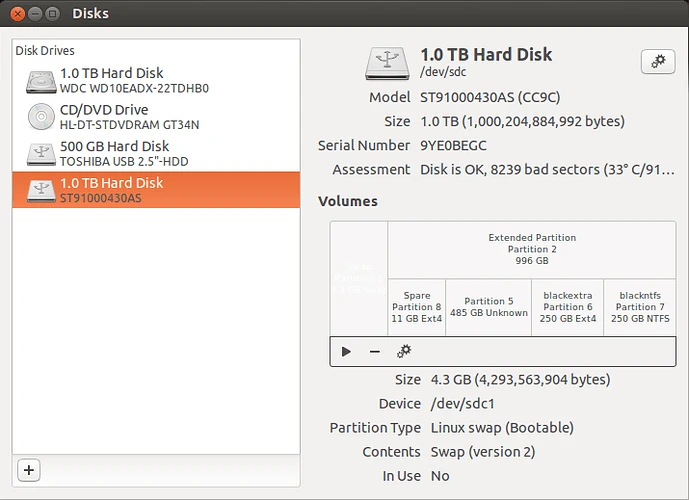 Disks
Disk Drives
1.0 TB Hard Disk
WDC WD10EADX-22TDHB0
CD/DVD Drive
HL-DT-STDVDRAM GT34N
500 GB Hard Disk
TOSHIBA USB 2.5"-HDD
1.0 TB Hard Disk
ST91000430AS
1.0 TB Hard Disk
/dev/sdc
Model ST91000430AS (CC9C)
Size 1.0 TB (1,000,204,884,992 bytes)
Serial Number 9YE0BEGC
Assessment Disk is OK, 8239 bad sectors (33° C/91...
Volumes
Extended Partition
Partition 2
996 GB
Spare
Partition 8
11 GB Ext4
Partition 5
485 GB Unknown
blackextra
Partition 6
250 GB Ext4
blackntfs
Partition 7
250 GB NTFS
Size 4.3 GB (4,293,563,904 bytes)
Device /dev/sdc1
Partition Type Linux swap (Bootable)
Contents Swap (version 2)
In Use No